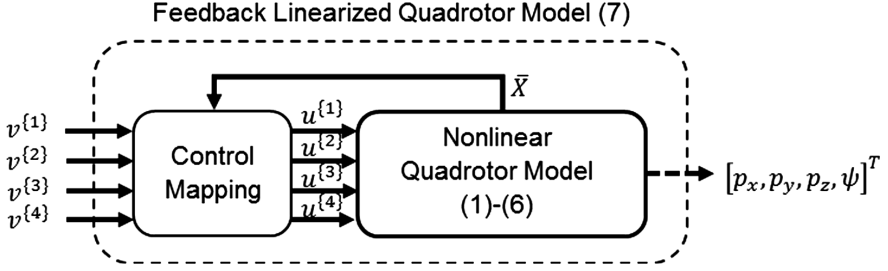 Feedback Linearized Quadrotor Model (7)
X̄
v^{1}
v^{2}
v^{3}
v^{4}
Control
Mapping
u^{1}
u^{2}
u^{3}
u^{4}
Nonlinear
Quadrotor Model
(1)-(6)
[p_x, p_y, p_z, ψ]^T